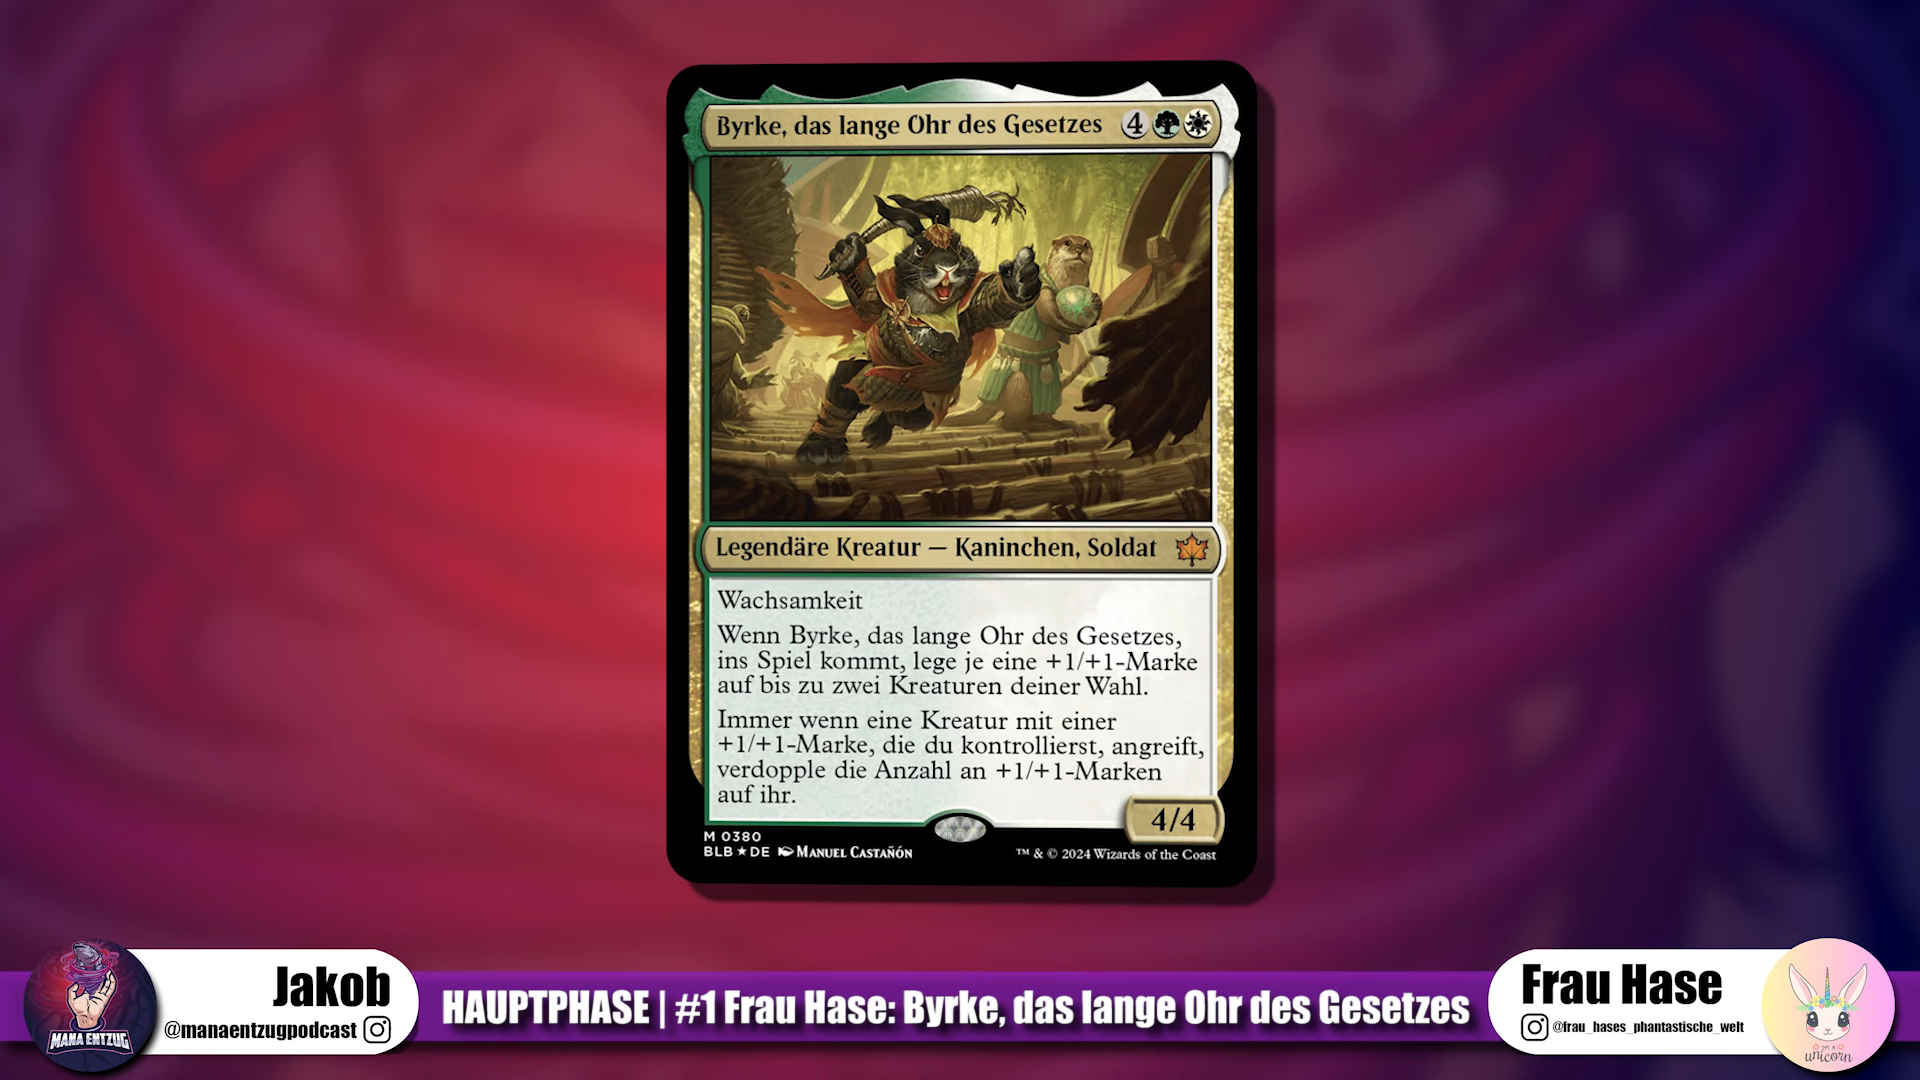 Byrke, das lange Ohr des Gesetzes 4
Legendäre Kreatur — Kaninchen, Soldat
Wachsamkeit
Wenn Byrke, das lange Ohr des Gesetzes,
ins Spiel kommt, lege je eine +1/+1-Marke
auf bis zu zwei Kreaturen deiner Wahl.
Immer wenn eine Kreatur mit einer
+1/+1-Marke, die du kontrollierst, angreift,
verdopple die Anzahl an +1/+1-Marken
auf ihr.
4/4
M 0380
BLB ★ DE Manuel Castañón
™ & © 2024 Wizards of the Coast
MANA ENTZUG
Jakob
@manaentzugpodcast
HAUPTPHASE | #1 Frau Hase: Byrke, das lange Ohr des Gesetzes
Frau Hase
@frau_hases_phantastische_welt
I'm a
unicorn